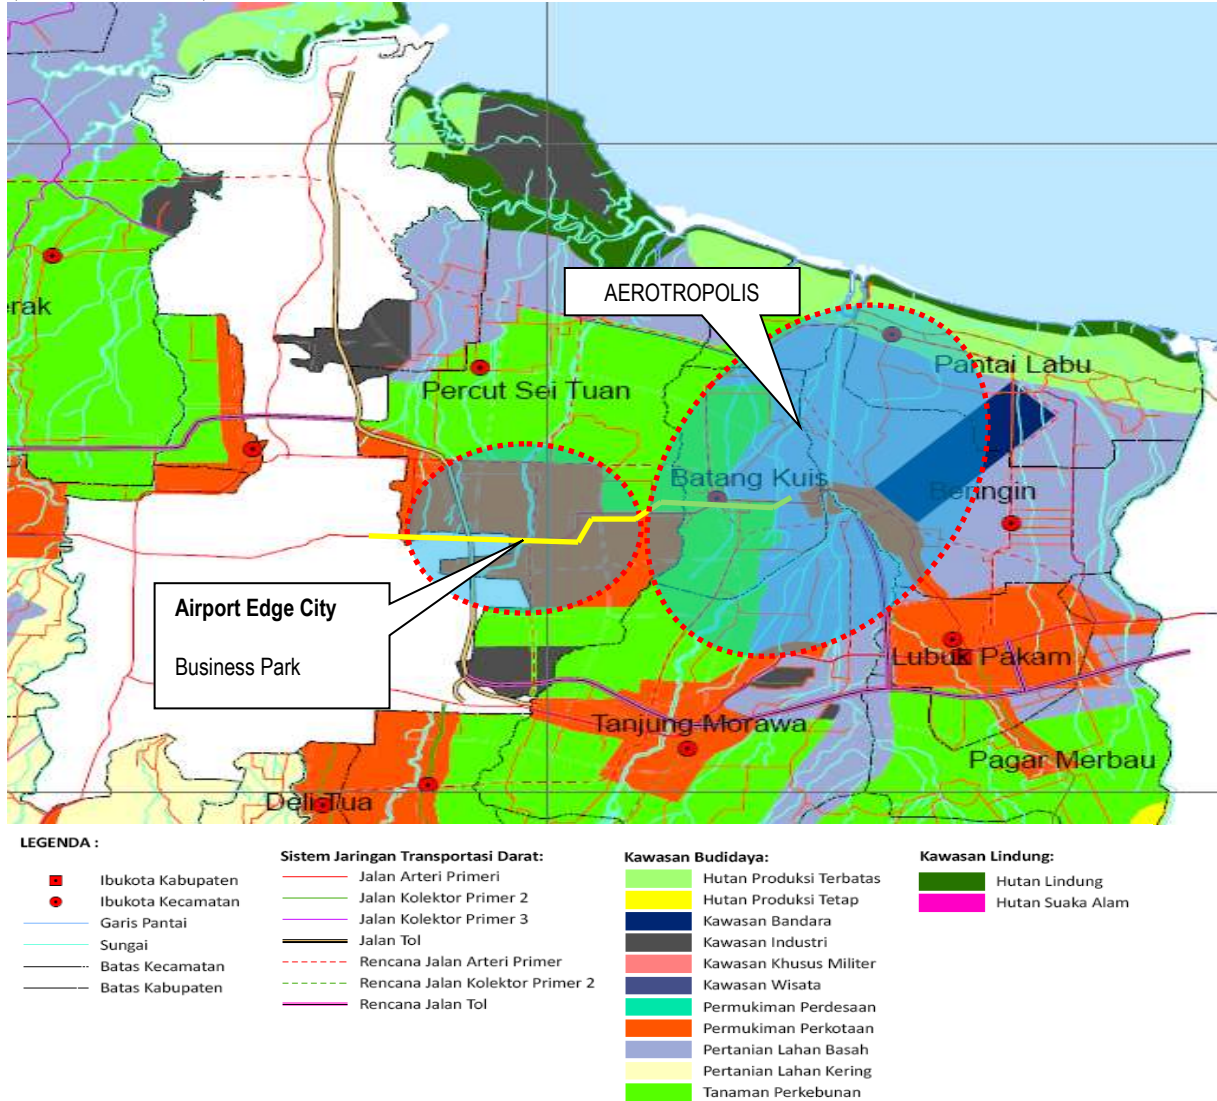 AEROTROPOLIS
erak
Pantai Labu
Percut Sei Tuan
Batang Kuis
Beringin
Airport Edge City
Business Park
Lubuk Pakam
Tanjung Morawa
Pagar Merbau
Deli Tua
LEGENDA :
Ibukota Kabupaten
Ibukota Kecamatan
Garis Pantai
Sungai
Batas Kecamatan
Batas Kabupaten
Sistem Jaringan Transportasi Darat:
Jalan Arteri Primeri
Jalan Kolektor Primer 2
Jalan Kolektor Primer 3
Jalan Tol
Rencana Jalan Arteri Primer
Rencana Jalan Kolektor Primer 2
Rencana Jalan Tol
Kawasan Budidaya:
Hutan Produksi Terbatas
Hutan Produksi Tetap
Kawasan Bandara
Kawasan Industri
Kawasan Khusus Militer
Kawasan Wisata
Permukiman Perdesaan
Permukiman Perkotaan
Pertanian Lahan Basah
Pertanian Lahan Kering
Tanaman Perkebunan
Kawasan Lindung:
Hutan Lindung
Hutan Suaka Alam